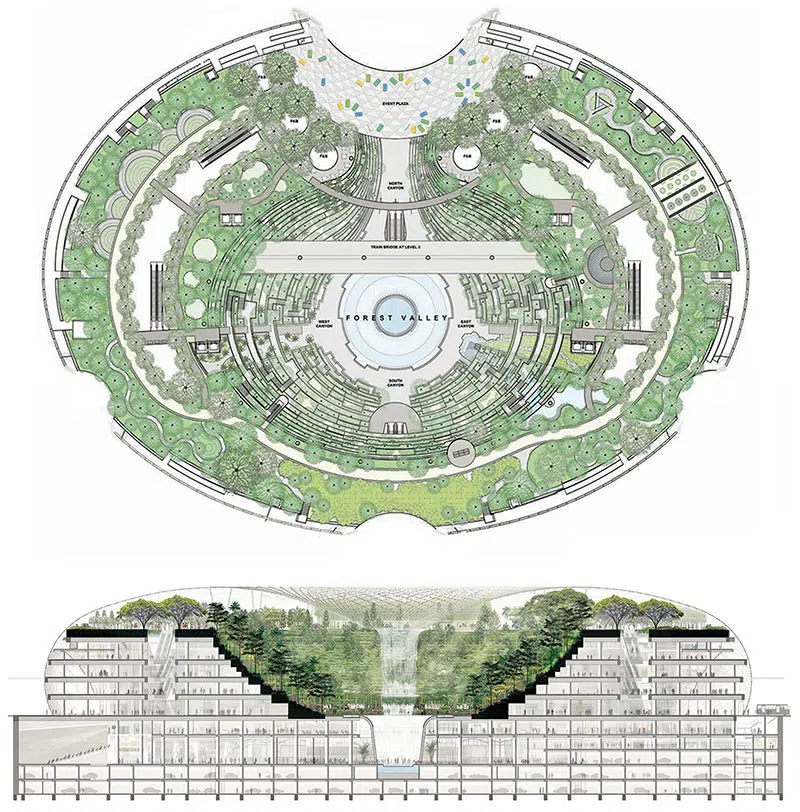 F&B
F&B
EVENT PLAZA
F&B
F&B
F&B
F&B
NORTH
CANYON
TRAIN BRIDGE AT LEVEL 3
FOREST VALLEY
WEST
CANYON
EAST
CANYON
SOUTH
CANYON